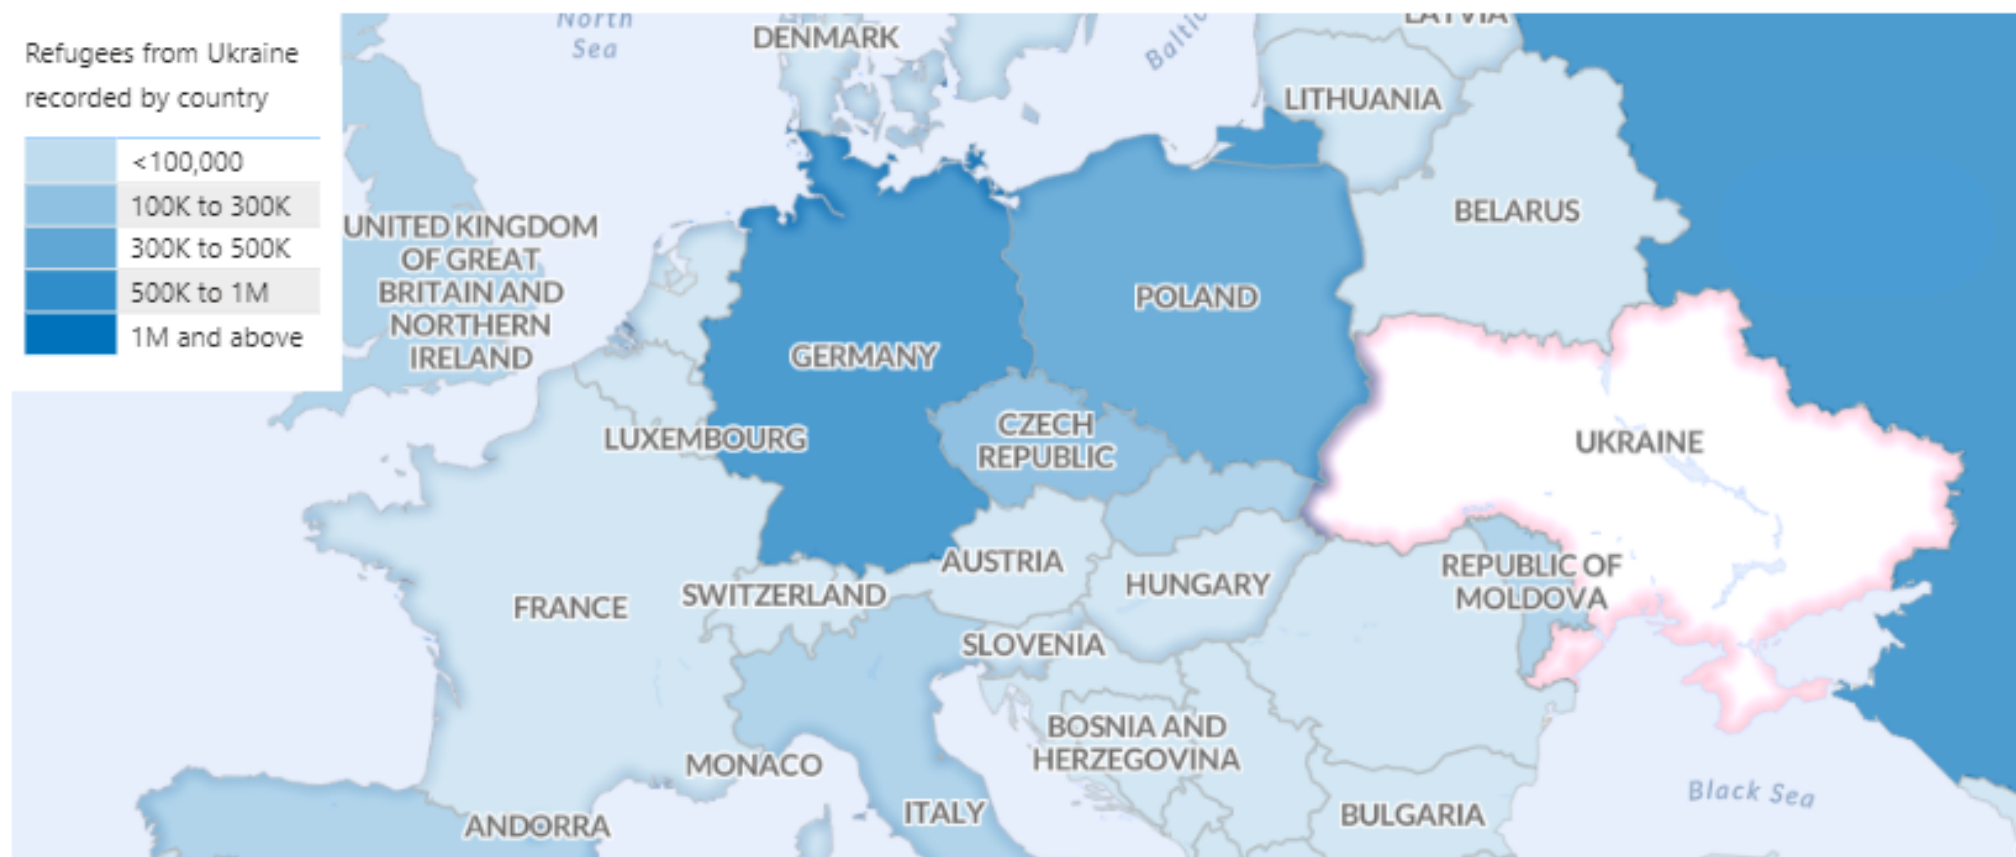 North
Sea
DENMARK
Baltic
LATVIA
Refugees from Ukraine
recorded by country
<100,000
100K to 300K
300K to 500K
500K to 1M
1M and above
LITHUANIA
BELARUS
UNITED KINGDOM
OF GREAT
BRITAIN AND
NORTHERN
IRELAND
POLAND
GERMANY
CZECH
REPUBLIC
LUXEMBOURG
UKRAINE
AUSTRIA
HUNGARY
REPUBLIC OF
MOLDOVA
SWITZERLAND
FRANCE
SLOVENIA
BOSNIA AND
HERZEGOVINA
MONACO
ITALY
ANDORRA
BULGARIA
Black Sea